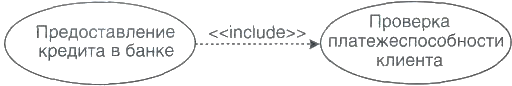 Предоставление
кредита в банке
<<include>>
Проверка
платежеспособности
клиента